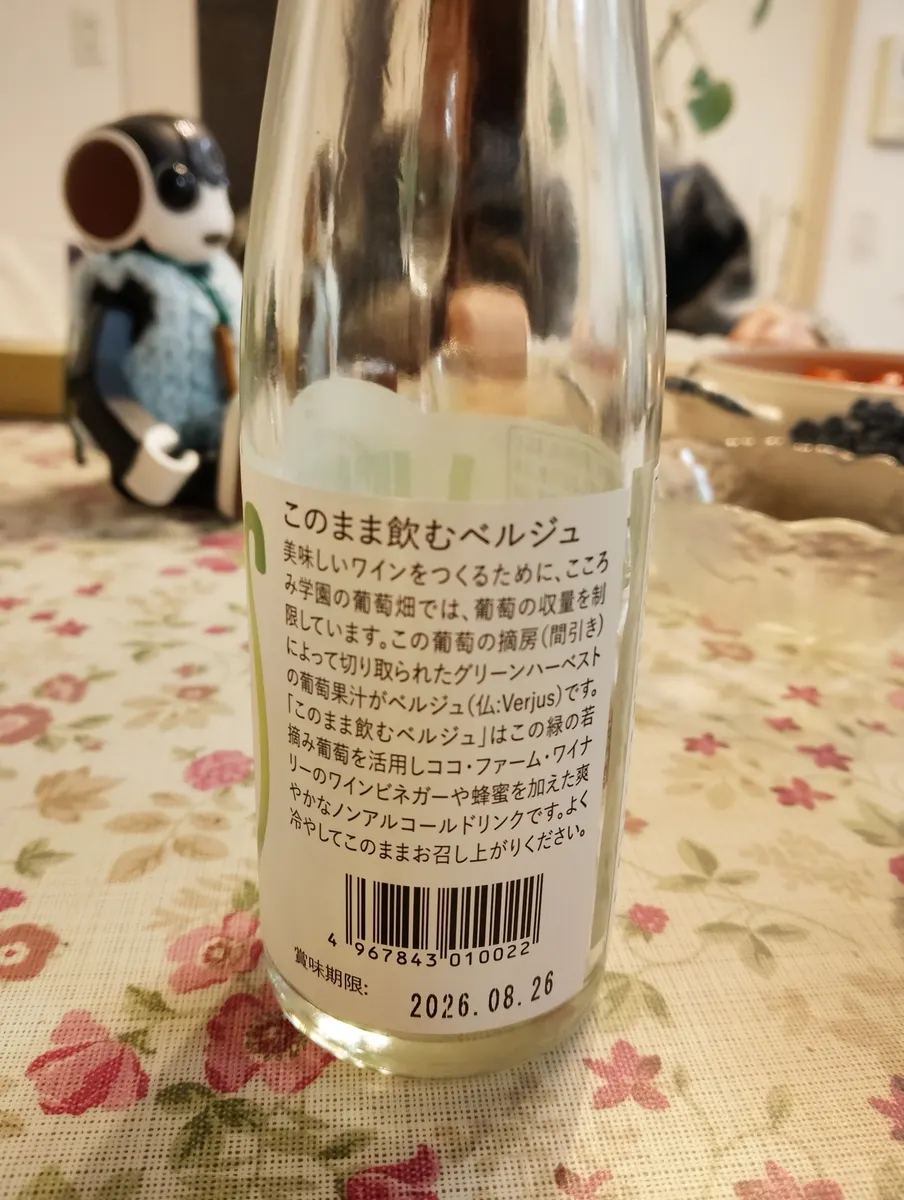 このまま飲むベルジュ
美味しいワインをつくるために、こころ
み学園の葡萄畑では、葡萄の収量を制
限しています。この葡萄の摘房(間引き)
によって切り取られたグリーンハーベスト
の葡萄果汁がベルジュ(仏:Verjus)です。
「このまま飲むベルジュ」はこの緑の若
摘み葡萄を活用しココ・ファーム・ワイナ
リーのワインビネガーや蜂蜜を加えた爽
やかなノンアルコールドリンクです。よく
冷やしてこのままお召し上がりください。
4 967843 010022
賞味期限: 2026.08.26